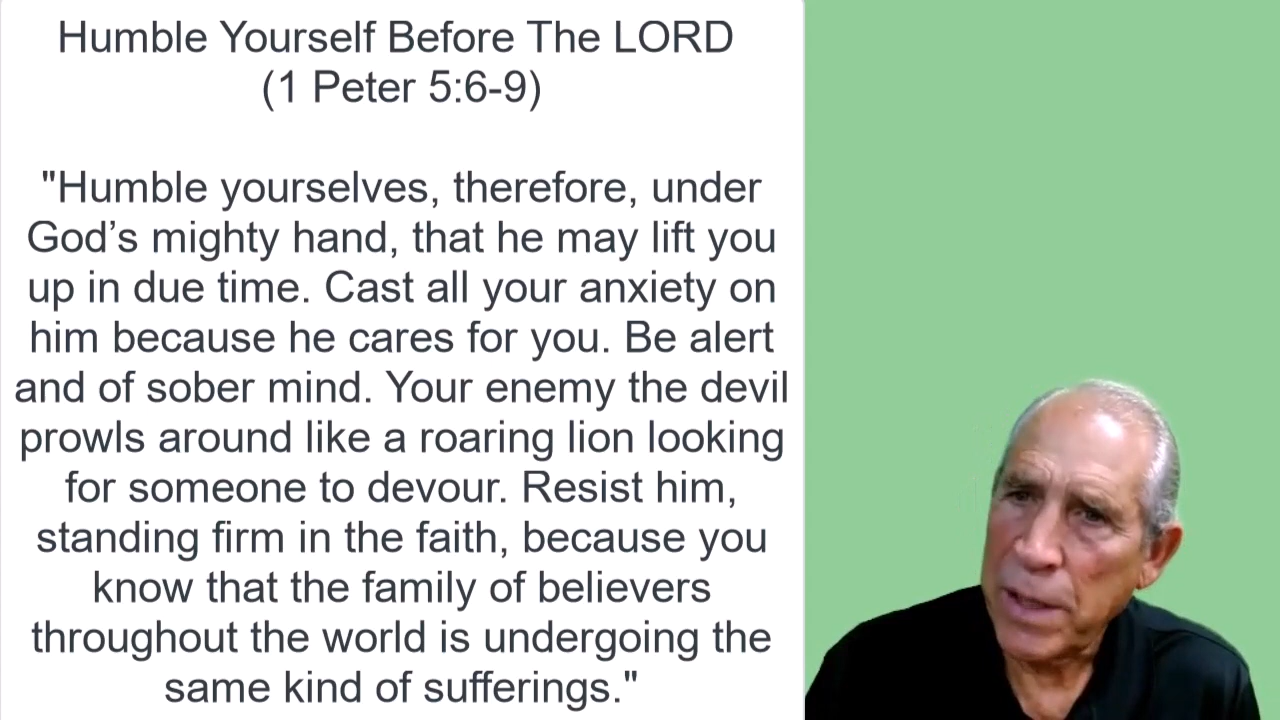 Humble Yourself Before The LORD
(1 Peter 5:6-9)
"Humble yourselves, therefore, under
God’s mighty hand, that he may lift you
up in due time. Cast all your anxiety on
him because he cares for you. Be alert
and of sober mind. Your enemy the devil
prowls around like a roaring lion looking
for someone to devour. Resist him,
standing firm in the faith, because you
know that the family of believers
throughout the world is undergoing the
same kind of sufferings."